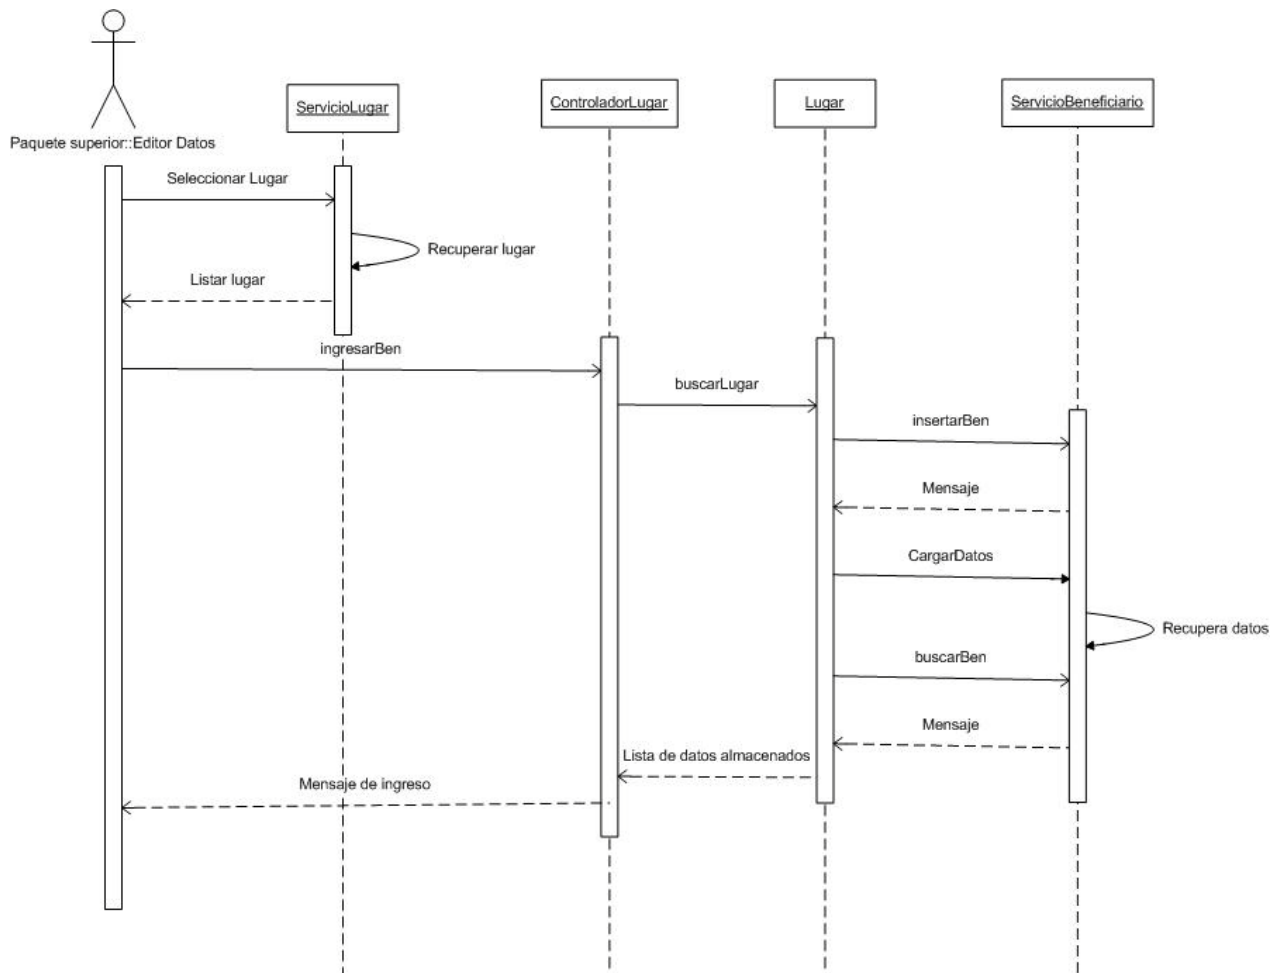 ServicioLugar
ControladorLugar
Lugar
ServicioBeneficiario
Paquete superior::Editor Datos
Seleccionar Lugar
Recuperar lugar
Listar lugar
ingresarBen
buscarLugar
insertarBen
Mensaje
CargarDatos
Recupera datos
buscarBen
Mensaje
Lista de datos almacenados
Mensaje de ingreso